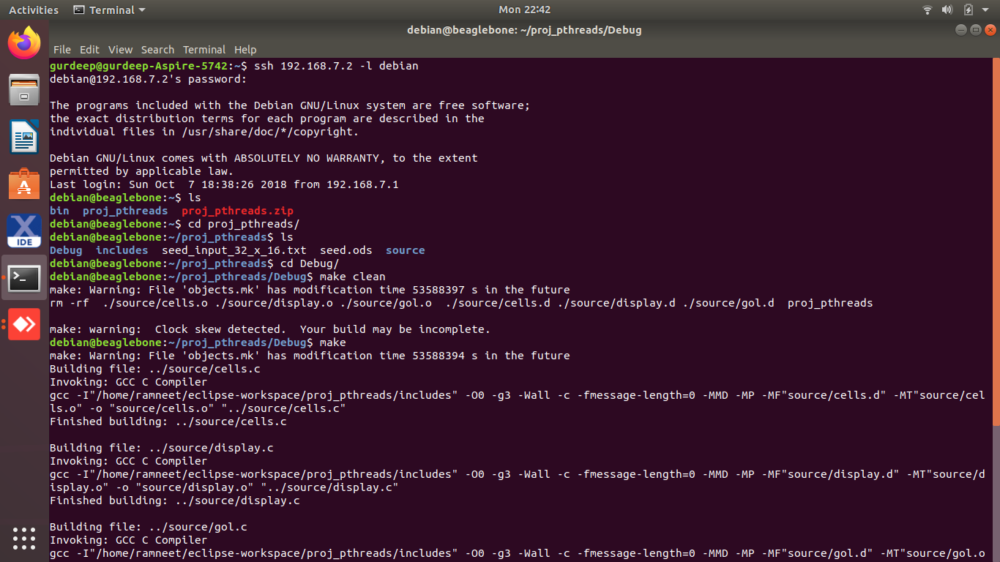 Activities Terminal Mon 22:42
debian@beaglebone: ~/proj_pthreads/Debug
File Edit View Search Terminal Help
gurdeep@gurdeep-Aspire-5742:~$ ssh 192.168.7.2 -l debian
debian@192.168.7.2's password:
The programs included with the Debian GNU/Linux system are free software;
the exact distribution terms for each program are described in the
individual files in /usr/share/doc/*/copyright.
Debian GNU/Linux comes with ABSOLUTELY NO WARRANTY, to the extent
permitted by applicable law.
Last login: Sun Oct  7 18:38:26 2018 from 192.168.7.1
debian@beaglebone:~$ ls
bin  proj_pthreads  proj_pthreads.zip
debian@beaglebone:~$ cd proj_pthreads/
debian@beaglebone:~/proj_pthreads$ ls
Debug  includes  seed_input_32_x_16.txt  seed.ods  source
debian@beaglebone:~/proj_pthreads$ cd Debug/
debian@beaglebone:~/proj_pthreads/Debug$ make clean
make: Warning: File 'objects.mk' has modification time 53588397 s in the future
rm -rf  ./source/cells.o ./source/display.o ./source/gol.o  ./source/cells.d ./source/display.d ./source/gol.d  proj_pthreads
make: warning:  Clock skew detected.  Your build may be incomplete.
debian@beaglebone:~/proj_pthreads/Debug$ make
make: Warning: File 'objects.mk' has modification time 53588394 s in the future
Building file: ../source/cells.c
Invoking: GCC C Compiler
gcc -I"/home/ramneet/eclipse-workspace/proj_pthreads/includes" -O0 -g3 -Wall -c -fmessage-length=0 -MMD -MP -MF"source/cells.d" -MT"source/cel
ls.o" -o "source/cells.o" "../source/cells.c"
Finished building: ../source/cells.c
Building file: ../source/display.c
Invoking: GCC C Compiler
gcc -I"/home/ramneet/eclipse-workspace/proj_pthreads/includes" -O0 -g3 -Wall -c -fmessage-length=0 -MMD -MP -MF"source/display.d" -MT"source/d
isplay.o" -o "source/display.o" "../source/display.c"
Finished building: ../source/display.c
Building file: ../source/gol.c
Invoking: GCC C Compiler
gcc -I"/home/ramneet/eclipse-workspace/proj_pthreads/includes" -O0 -g3 -Wall -c -fmessage-length=0 -MMD -MP -MF"source/gol.d" -MT"source/gol.o
X
IDE